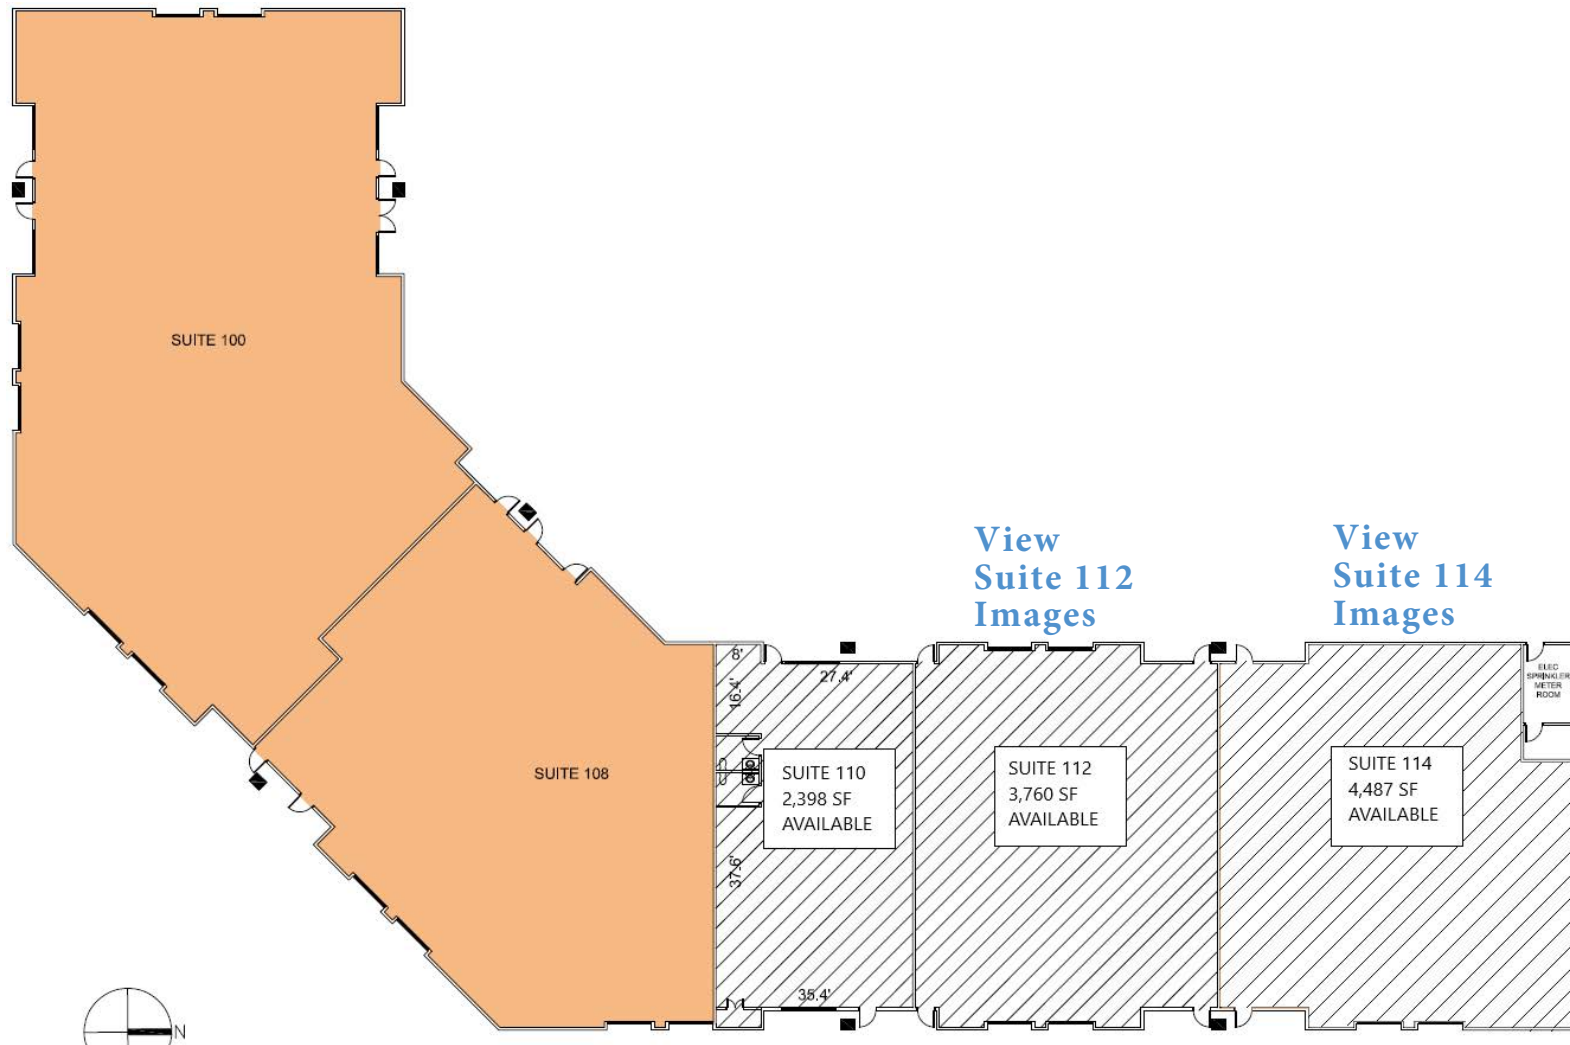 SUITE 100
View
Suite 112
Images
View
Suite 114
Images
8'
27.4'
16.4'
ELEC
SPRINKLER
METER
ROOM
SUITE 108
SUITE 110
2,398 SF
AVAILABLE
SUITE 112
3,760 SF
AVAILABLE
SUITE 114
4,487 SF
AVAILABLE
37.6'
35.4'
N